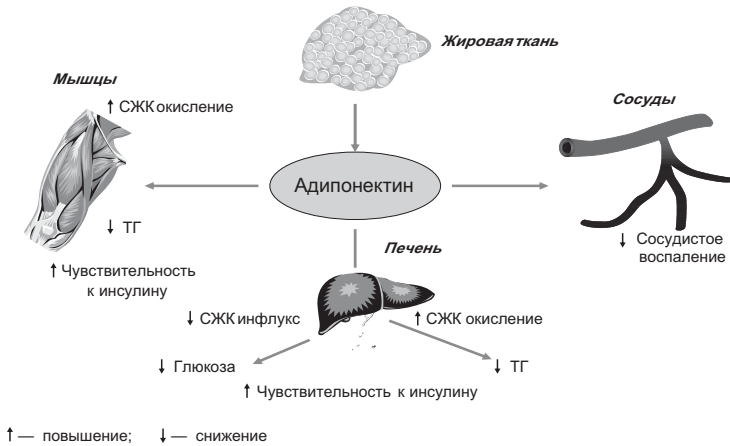 Жировая ткань
Мышцы
↑ СЖК окисление
Сосуды
Адипонектин
↓ ТГ
↑ Чувствительность
к инсулину
Печень
↓ Сосудистое
воспаление
↓ СЖК инфлукс
↑ СЖК окисление
↓ Глюкоза
↓ ТГ
↑ Чувствительность к инсулину
↑ — повышение; ↓ — снижение